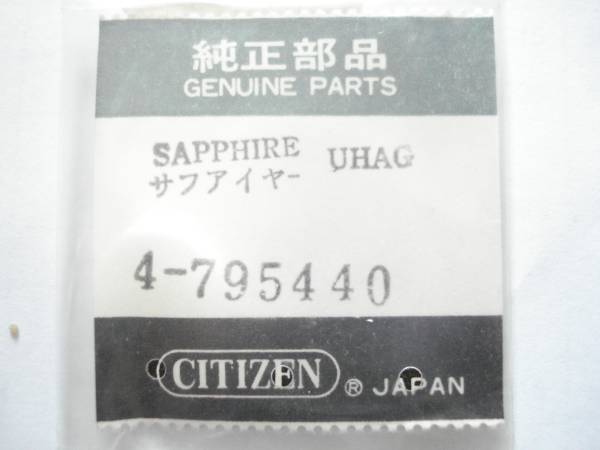 純正部品
GENUINE PARTS
SAPPHIRE UHAG
サフアイヤー
4-795440
CITIZEN ® JAPAN